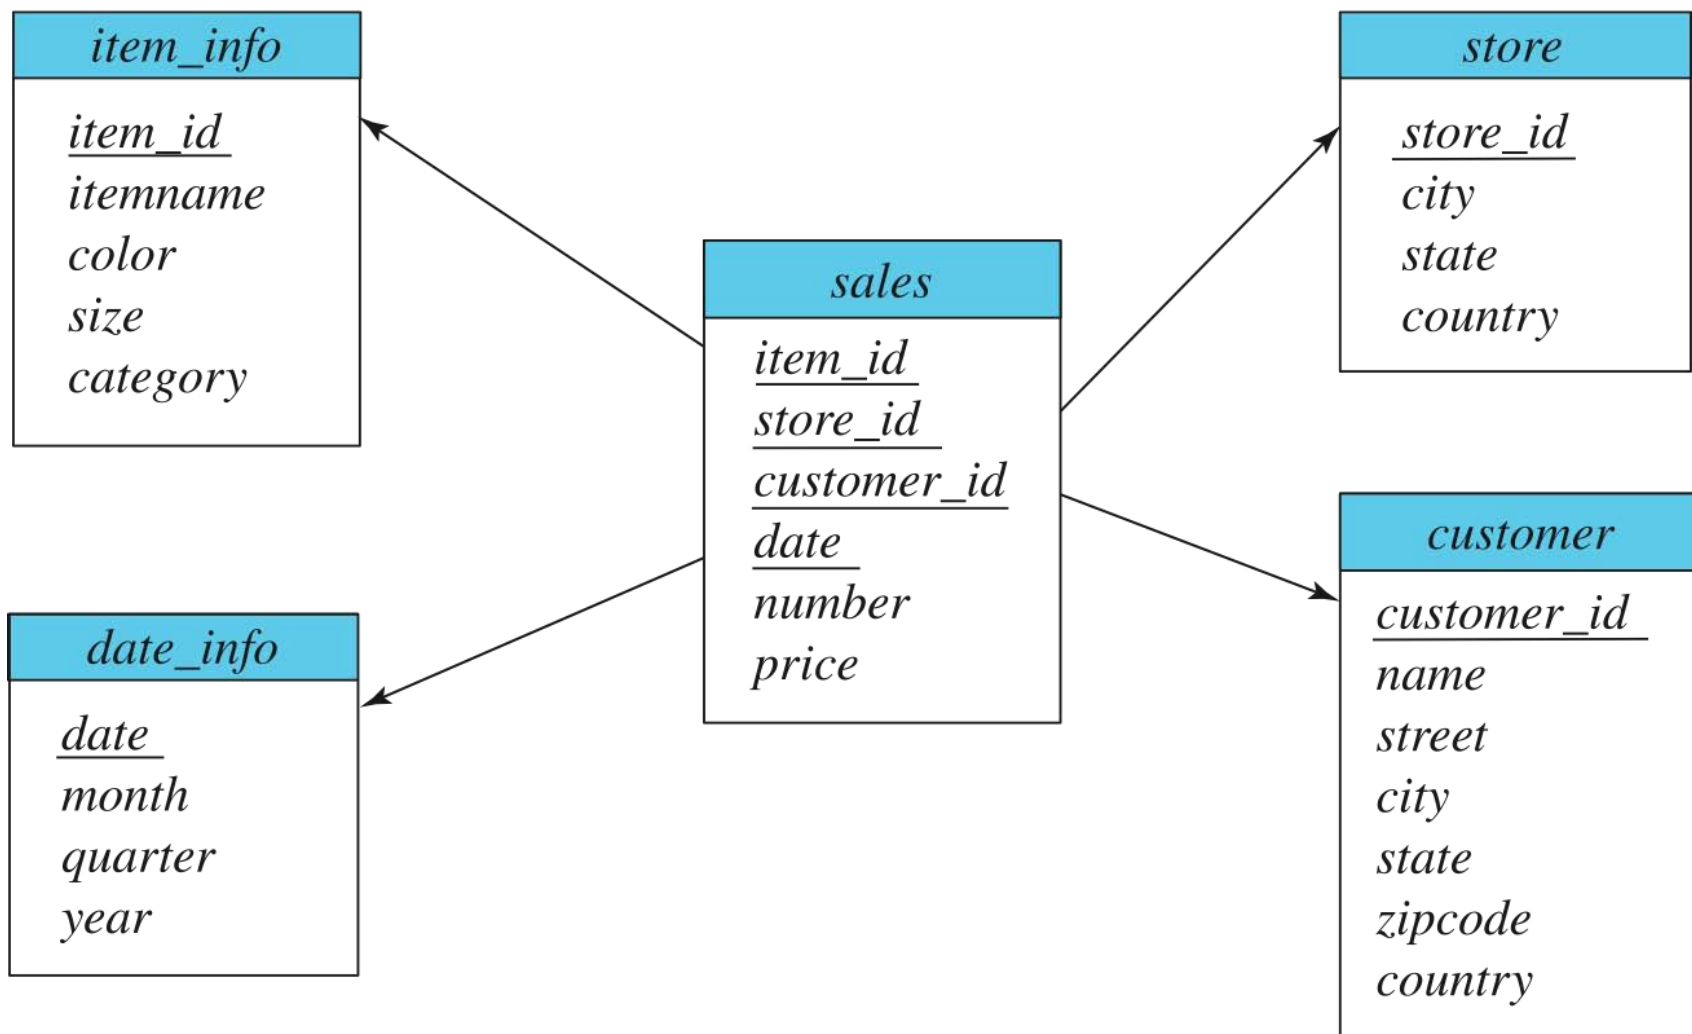 item_info
item_id
itemname
color
size
category
store
store_id
city
state
country
sales
item_id
store_id
customer_id
date
number
price
date_info
date
month
quarter
year
customer
customer_id
name
street
city
state
zipcode
country